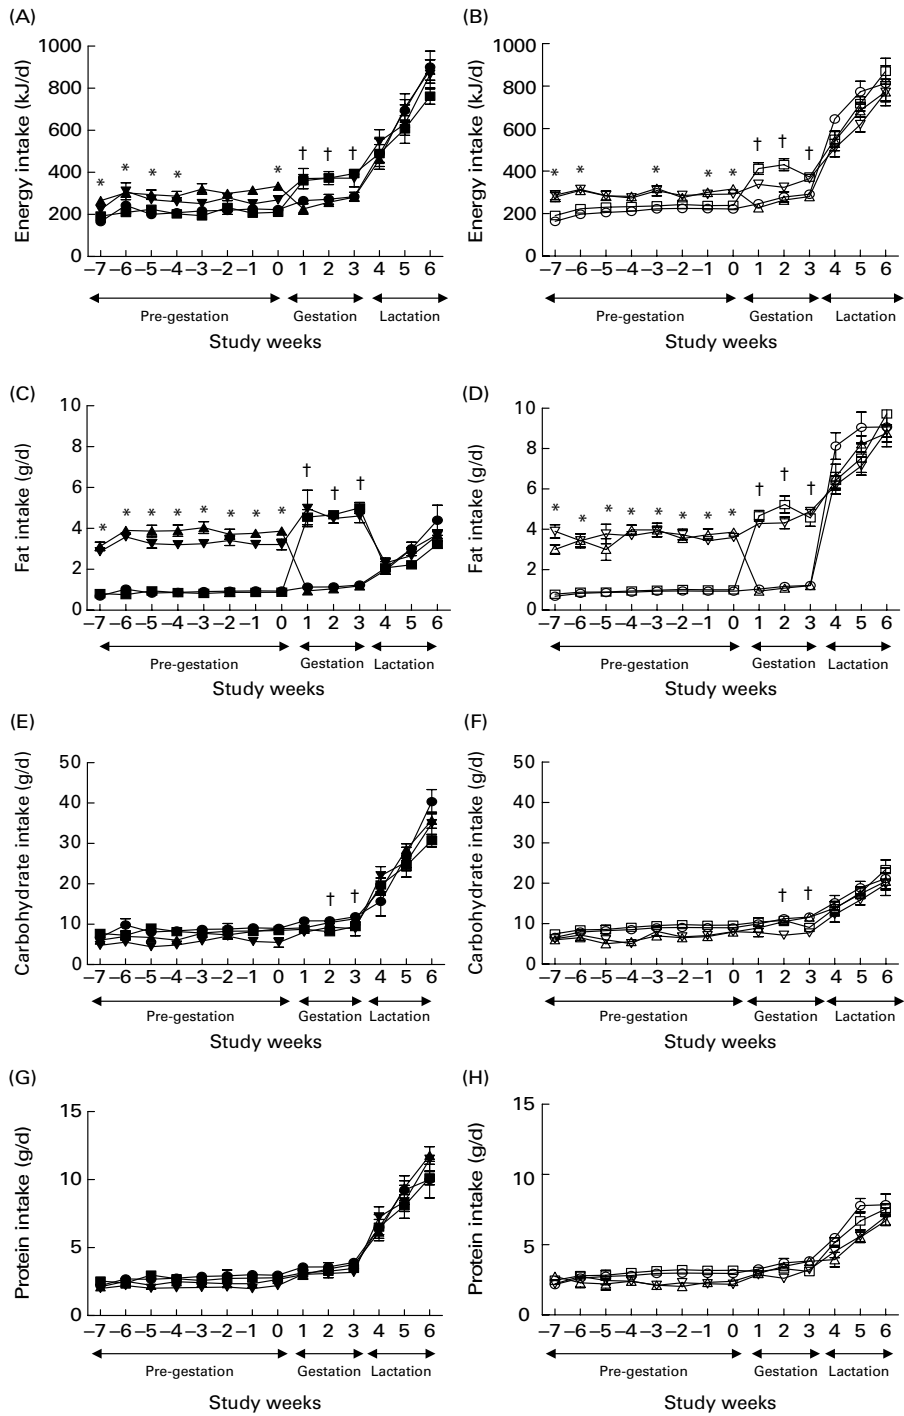 (A)
(B)
1000
800
600
400
200
0
Energy intake (kJ/d)
* * * * * † † †
–7 –6 –5 –4 –3 –2 –1 0 1 2 3 4 5 6
Pre-gestation Gestation Lactation
Study weeks
1000
800
600
400
200
0
Energy intake (kJ/d)
* * * * * † † †
–7 –6 –5 –4 –3 –2 –1 0 1 2 3 4 5 6
Pre-gestation Gestation Lactation
Study weeks
(C)
(D)
10
8
6
4
2
0
Fat intake (g/d)
* * * * * * * * † † †
–7 –6 –5 –4 –3 –2 –1 0 1 2 3 4 5 6
Pre-gestation Gestation Lactation
Study weeks
10
8
6
4
2
0
Fat intake (g/d)
* * * * * * * * † † †
–7 –6 –5 –4 –3 –2 –1 0 1 2 3 4 5 6
Pre-gestation Gestation Lactation
Study weeks
(E)
(F)
50
40
30
20
10
0
Carbohydrate intake (g/d)
† †
–7 –6 –5 –4 –3 –2 –1 0 1 2 3 4 5 6
Pre-gestation Gestation Lactation
Study weeks
50
40
30
20
10
0
Carbohydrate intake (g/d)
† †
–7 –6 –5 –4 –3 –2 –1 0 1 2 3 4 5 6
Pre-gestation Gestation Lactation
Study weeks
(G)
(H)
15
10
5
0
Protein intake (g/d)
–7 –6 –5 –4 –3 –2 –1 0 1 2 3 4 5 6
Pre-gestation Gestation Lactation
Study weeks
15
10
5
0
Protein intake (g/d)
–7 –6 –5 –4 –3 –2 –1 0 1 2 3 4 5 6
Pre-gestation Gestation Lactation
Study weeks